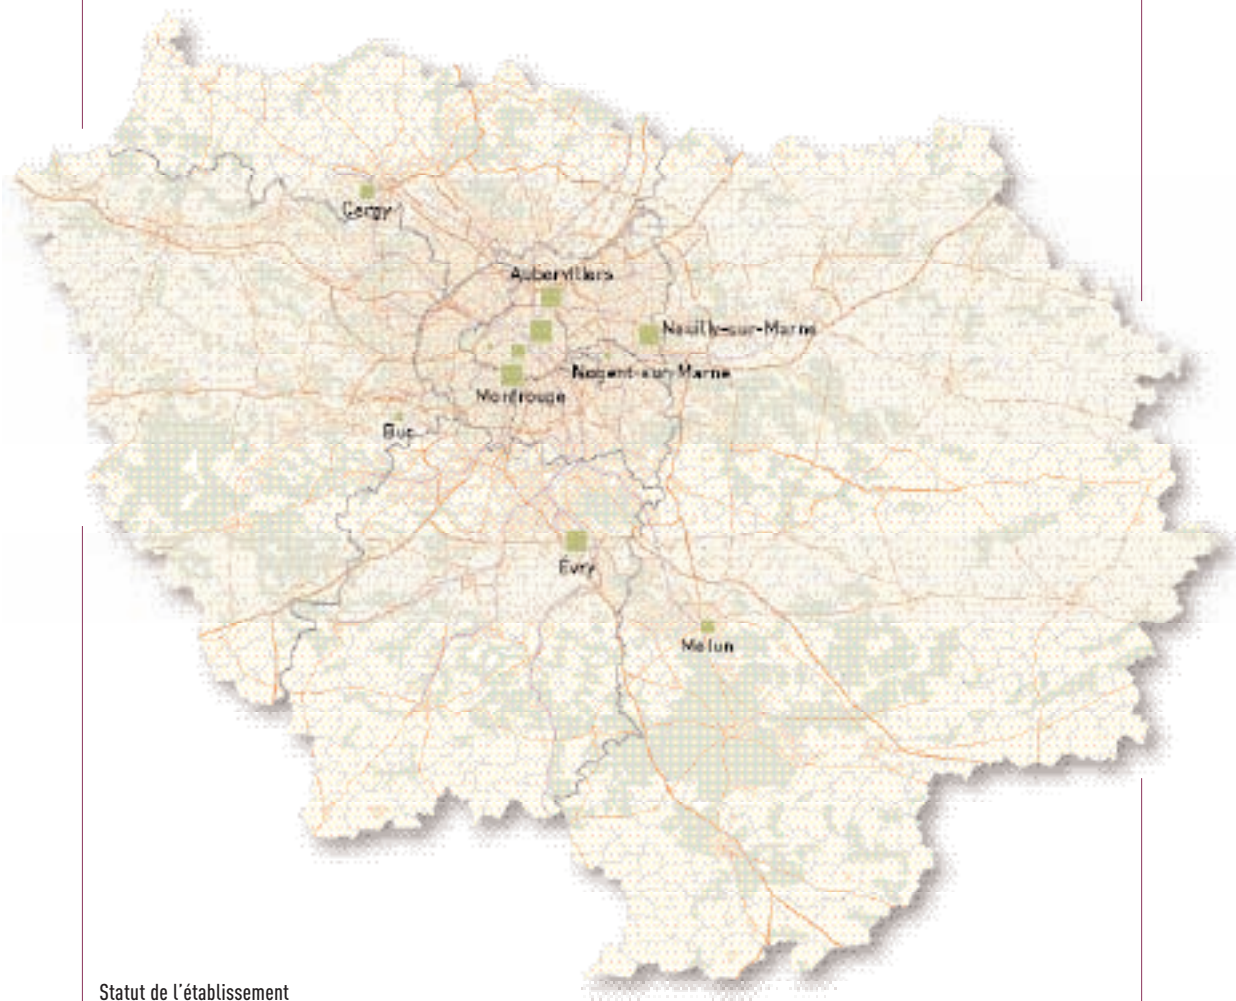 Cergy
Aubervilliers
Neuilly-sur-Marne
Nogent-sur-Marne
Montrouge
Buc
Évry
Melun
Statut de l'établissement